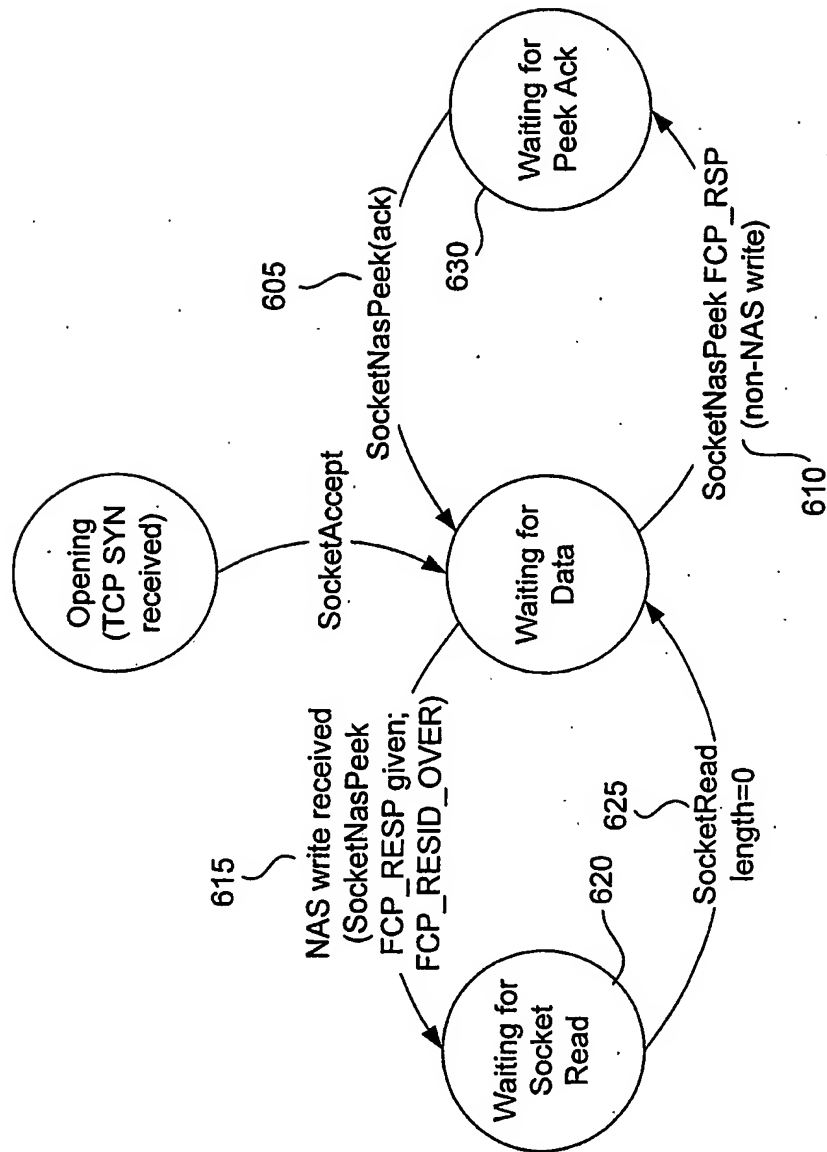 Opening
(TCP SYN
received)
SocketAccept
615
NAS write received
(SocketNasPeek
FCP_RESP given;
FCP_RESID_OVER)
605
SocketNasPeek(ack)
Waiting for
Socket
Read
620
Waiting for
Data
630
Waiting for
Peek Ack
625
SocketRead
length=0
SocketNasPeek FCP_RSP
(non-NAS write)
610